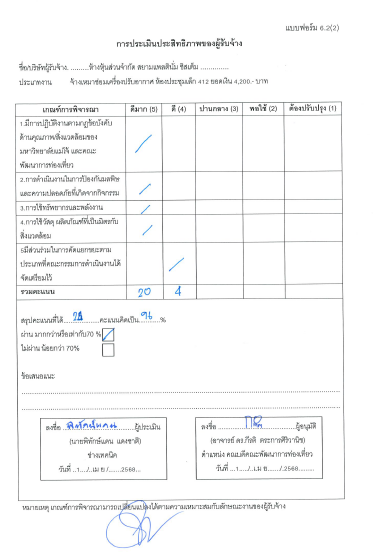 แบบฟอร์ม 6.2(2)
การประเมินประสิทธิภาพของผู้รับจ้าง
ชื่อ/บริษัทผู้รับจ้าง. ..........ห้างหุ้นส่วนจำกัด สยามแพลตินั่ม ซิสเต็ม ...............
ประเภทงาน จ้างเหมาซ่อมเครื่องปรับอากาศ ห้องประชุมเล็ก 412 ยอดเงิน 4,200.- บาท
เกณฑ์การพิจารณา ดีมาก (5) ดี (4) ปานกลาง (3) พอใช้ (2) ต้องปรับปรุง (1)
1.มีการปฏิบัติงานตามกฎข้อบังคับ
ด้านคุณภาพ/สิ่งแวดล้อมของ
มหาวิทยาลัยแม่โจ้ และคณะ
พัฒนาการท่องเที่ยว
2.การดำเนินงานในการป้องกันมลพิษ
และความปลอดภัยที่เกิดจากกิจกรรม
3.การใช้ทรัพยากรและพลังงาน
4.การใช้วัสดุ ผลิตภัณฑ์ที่เป็นมิตรกับ
สิ่งแวดล้อม
5มีส่วนร่วมในการคัดแยกขยะตาม
ประเภทที่คณะกรรมการดำเนินงานได้
จัดเตรียมไว้
รวมคะแนน 20 4
สรุปคะแนนที่ได้....24....คะแนนคิดเป็น....96....%
ผ่าน มากกว่าหรือเท่ากับ70 %
ไม่ผ่าน น้อยกว่า 70%
ข้อเสนอแนะ
ลงชื่อ ผู้ประเมิน
(นายพิทักษ์แดน แดงชาติ)
ช่างเทคนิค
วันที่ ..1...../..เม.ย /......2568....
ลงชื่อ ผู้อนุมัติ
(อาจารย์ ดร.กีรติ ตระการศิริวานิช)
ตำแหน่ง คณบดีคณะพัฒนาการท่องเที่ยว
วันที่ ..1...../..เม.ย....../...2568....
หมายเหตุ เกณฑ์การพิจารณามารถเปลี่ยนแปลงได้ตามความเหมาะสมกับลักษณะงานของผู้รับจ้าง